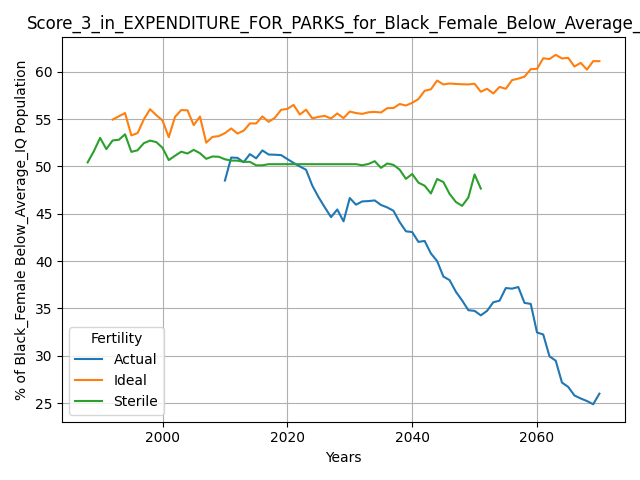 Score_3_in_EXPENDITURE_FOR_PARKS_for_Black_Female_Below_Average_
% of Black_Female Below_Average_IQ Population
60
55
50
45
40
35
30
25
Fertility
Actual
Ideal
Sterile
2000
2020
2040
2060
Years